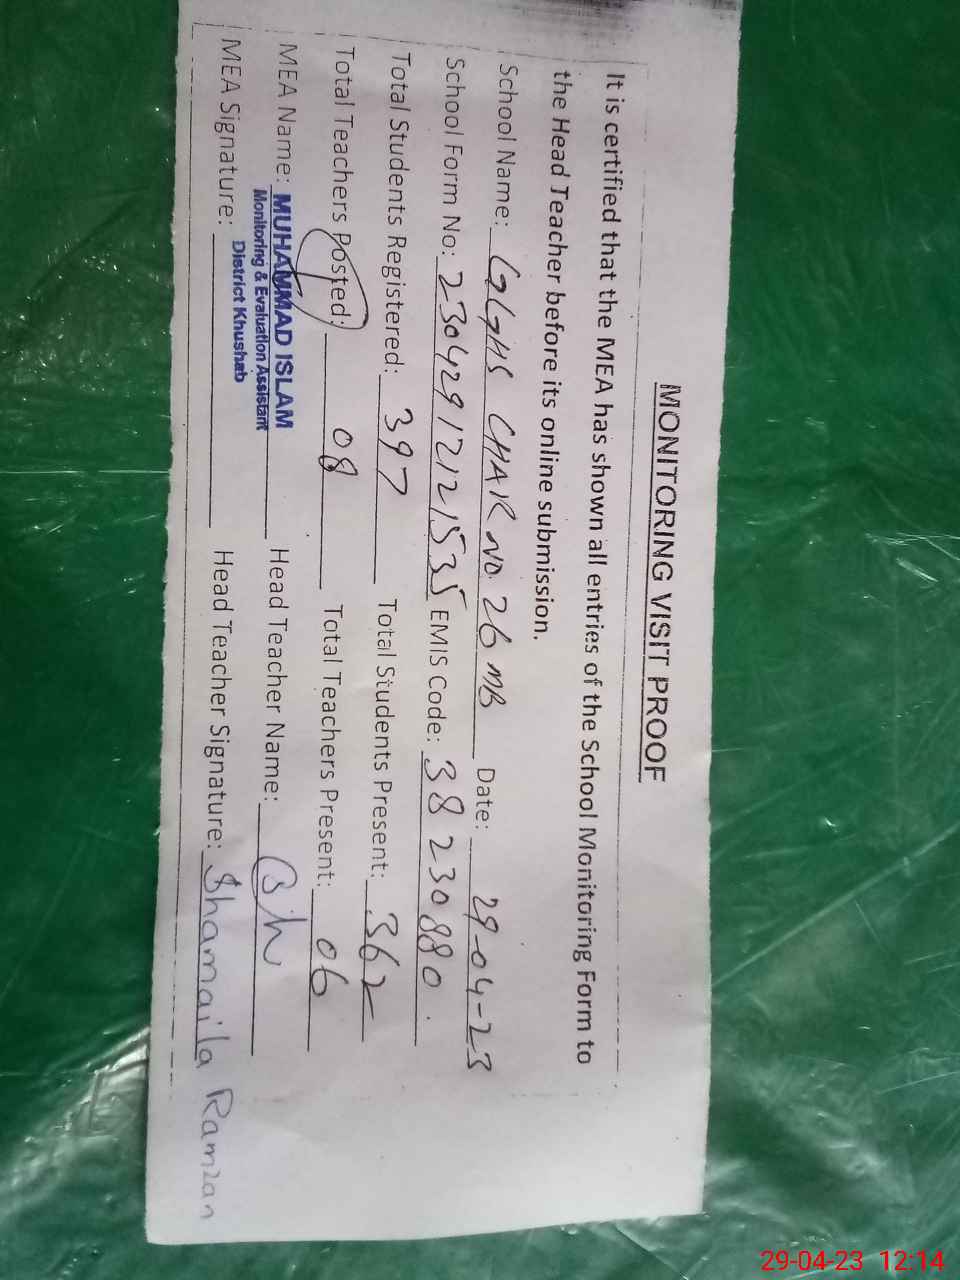 MONITORING VISIT PROOF
It is certified that the MEA has shown all entries of the School Monitoring Form to
the Head Teacher before its online submission.
School Name: GGHS CHAK NO. 26 MB Date: 29-04-23
School Form No: 23042912121535 EMIS Code: 38230880
Total Students Registered: 397 Total Students Present: 362
Total Teachers Posted: 08 Total Teachers Present: 06
MEA Name: MUHAMMAD ISLAM Head Teacher Name:
Monitoring & Evaluation Assistant
District Khushab
MEA Signature: Head Teacher Signature: Shamaila Ramzan
29-04-23 12:14